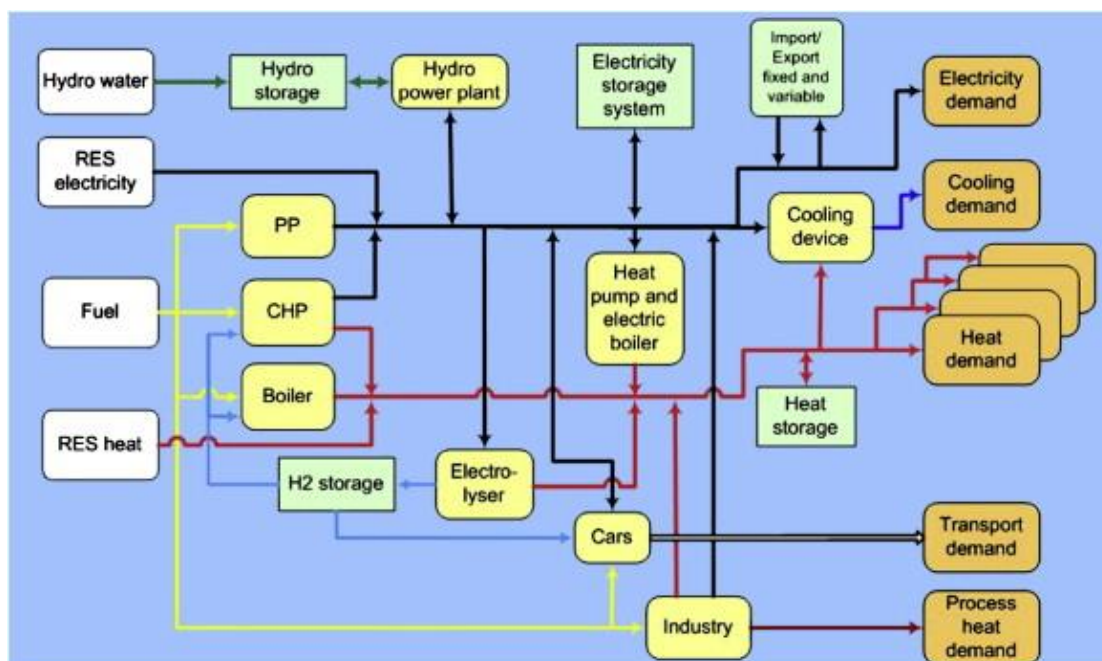 Hydro water
Hydro
storage
Hydro
power plant
Electricity
storage
system
Import/
Export
fixed and
variable
Electricity
demand
RES
electricity
Cooling
demand
PP
Cooling
device
Fuel
CHP
Heat
pump and
electric
boiler
Heat
demand
Boiler
Heat
storage
RES heat
H2 storage
Electro-
lyser
Cars
Transport
demand
Industry
Process
heat
demand